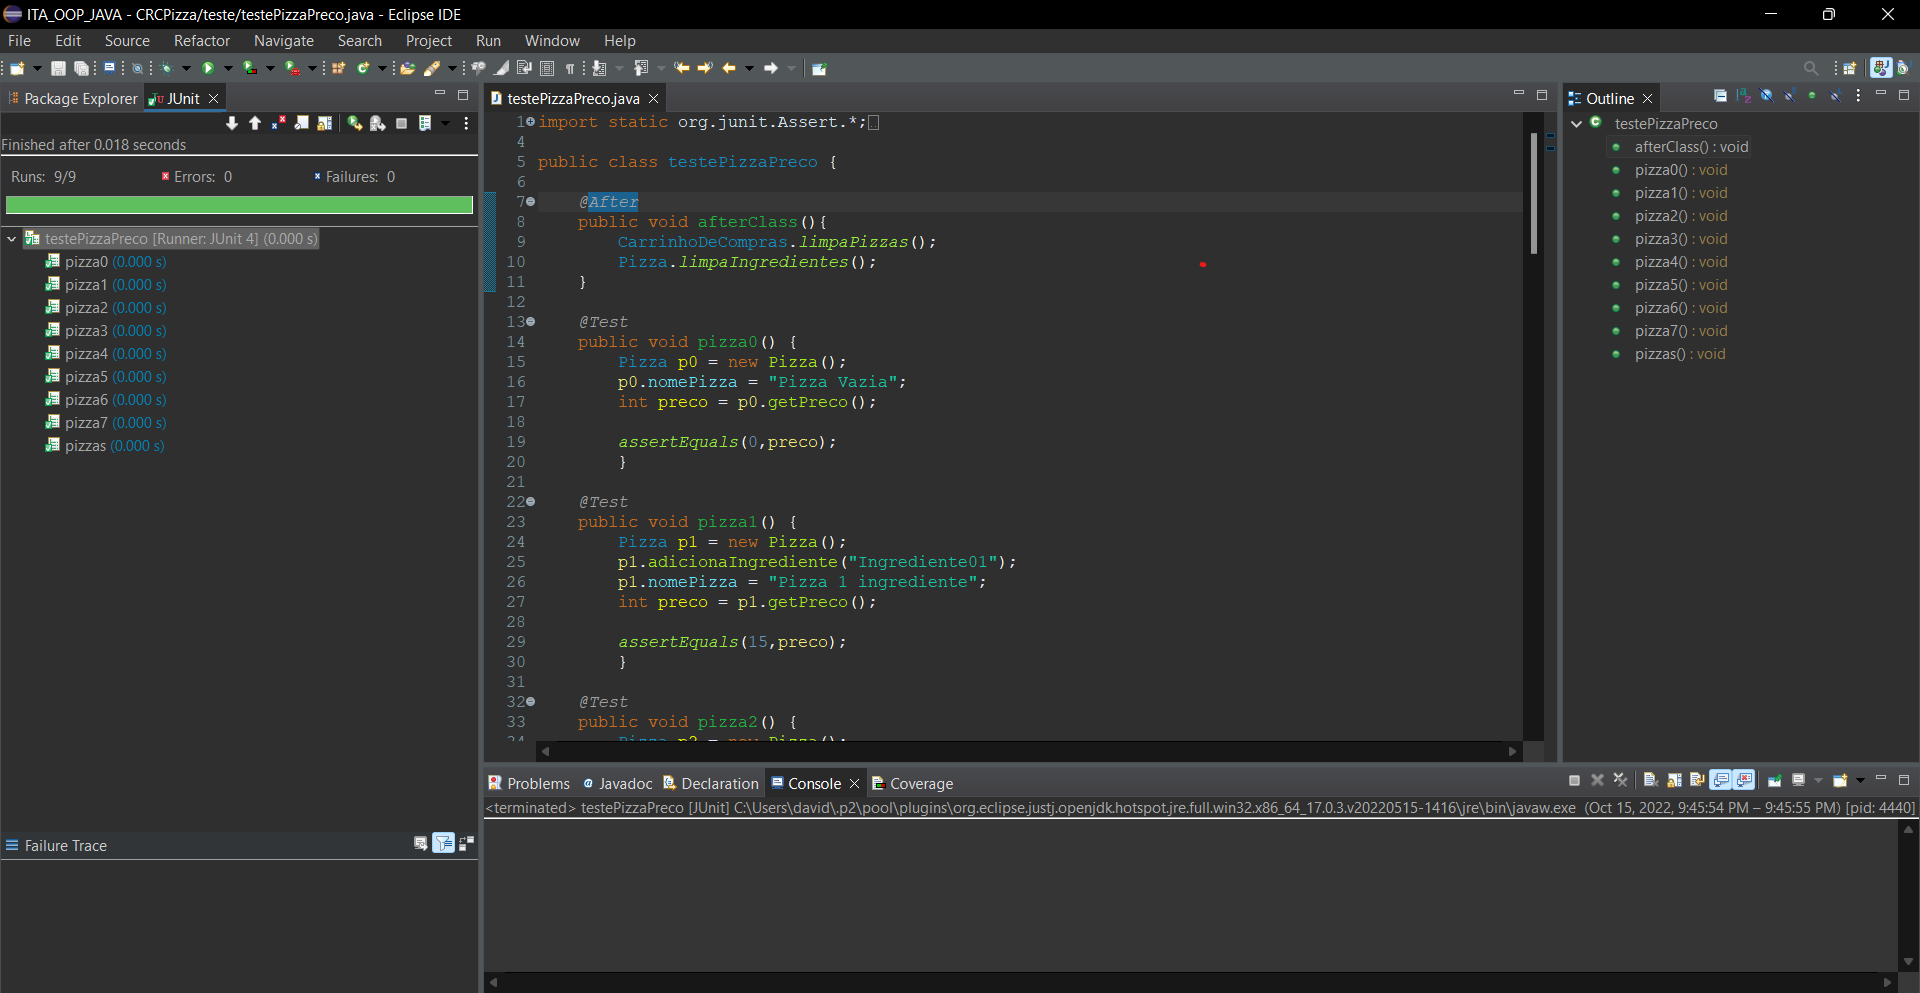 ITA_OOP_JAVA - CRCPizza/teste/testePizzaPreco.java - Eclipse IDE
File Edit Source Refactor Navigate Search Project Run Window Help
Package Explorer JUnit
Finished after 0.018 seconds
Runs: 9/9 Errors: 0 Failures: 0
testePizzaPreco [Runner: JUnit 4] (0.000 s)
pizza0 (0.000 s)
pizza1 (0.000 s)
pizza2 (0.000 s)
pizza3 (0.000 s)
pizza4 (0.000 s)
pizza5 (0.000 s)
pizza6 (0.000 s)
pizza7 (0.000 s)
pizzas (0.000 s)
Failure Trace
testePizzaPreco.java
1 import static org.junit.Assert.*;
4
5 public class testePizzaPreco {
6
7 @After
8 public void afterClass(){
9 CarrinhoDeCompras.limpaPizzas();
10 Pizza.limpaIngredientes();
11 }
12
13 @Test
14 public void pizza0() {
15 Pizza p0 = new Pizza();
16 p0.nomePizza = "Pizza Vazia";
17 int preco = p0.getPreco();
18
19 assertEquals(0,preco);
20 }
21
22 @Test
23 public void pizza1() {
24 Pizza p1 = new Pizza();
25 p1.adicionaIngrediente("Ingrediente01");
26 p1.nomePizza = "Pizza 1 ingrediente";
27 int preco = p1.getPreco();
28
29 assertEquals(15,preco);
30 }
31
32 @Test
33 public void pizza2() {
34 Pizza p2 = new Pizza();
Outline
testePizzaPreco
afterClass() : void
pizza0() : void
pizza1() : void
pizza2() : void
pizza3() : void
pizza4() : void
pizza5() : void
pizza6() : void
pizza7() : void
pizzas() : void
Problems @ Javadoc Declaration Console Coverage
<terminated> testePizzaPreco [JUnit] C:\Users\david\.p2\pool\plugins\org.eclipse.justj.openjdk.hotspot.jre.full.win32.x86_64_17.0.3.v20220515-1416\jre\bin\javaw.exe (Oct 15, 2022, 9:45:54 PM – 9:45:55 PM) [pid: 4440]